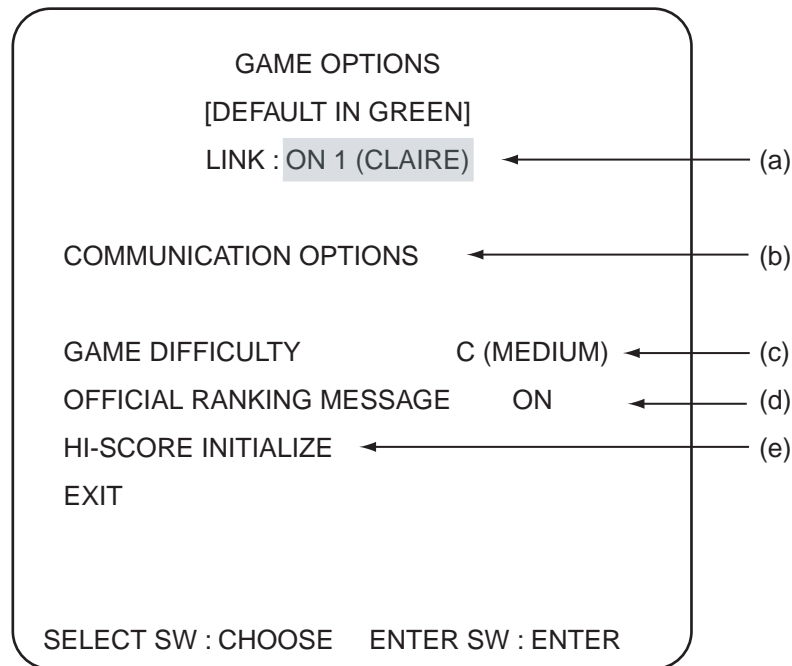 GAME OPTIONS
[DEFAULT IN GREEN]
LINK : ON 1 (CLAIRE) (a)
COMMUNICATION OPTIONS (b)
GAME DIFFICULTY C (MEDIUM) (c)
OFFICIAL RANKING MESSAGE ON (d)
HI-SCORE INITIALIZE (e)
EXIT
SELECT SW : CHOOSE ENTER SW : ENTER